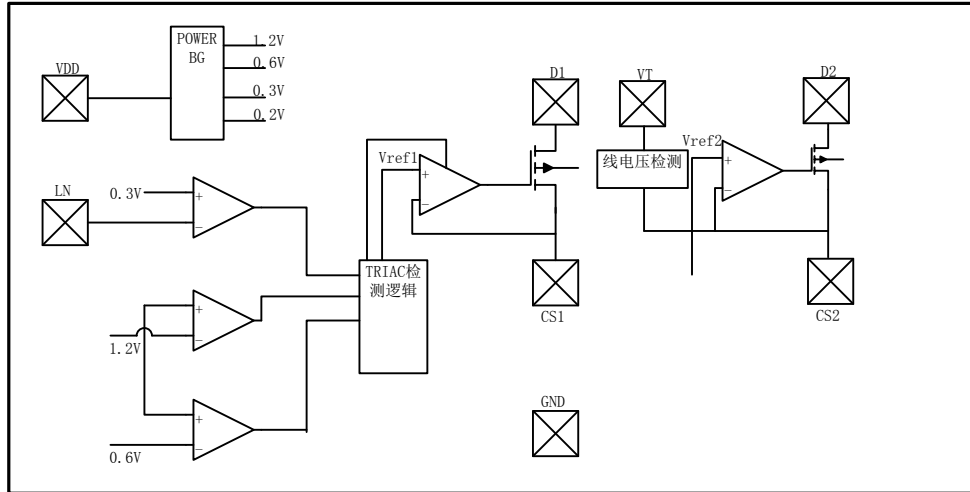 POWER
BG
1.2V
0.6V
0.3V
0.2V
VDD
D1
VT
D2
Vref1
+
-
线电压检测
Vref2
+
-
LN
0.3V
+
-
TRIAC检
测逻辑
CS1
CS2
+
-
1.2V
+
-
0.6V
GND